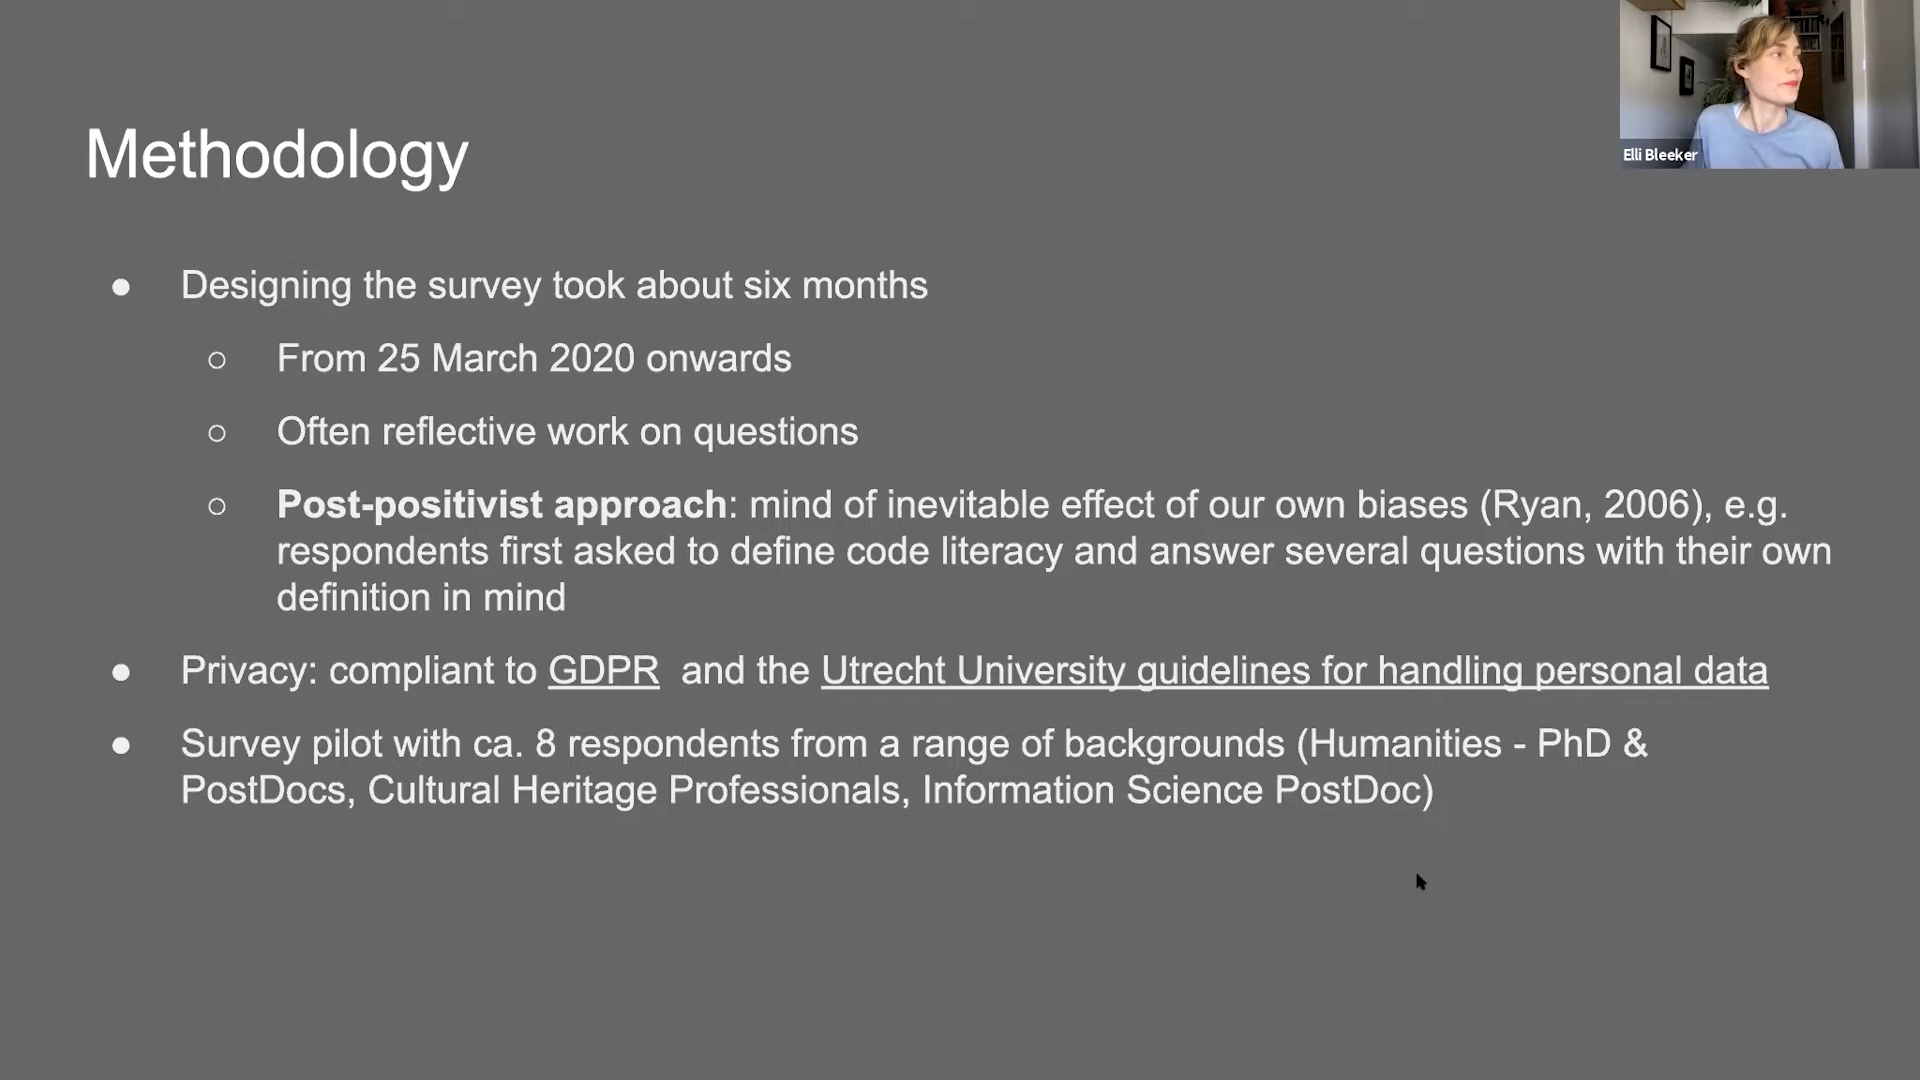 Elli Bleeker
Methodology
● Designing the survey took about six months
○ From 25 March 2020 onwards
○ Often reflective work on questions
○ Post-positivist approach: mind of inevitable effect of our own biases (Ryan, 2006), e.g.
respondents first asked to define code literacy and answer several questions with their own
definition in mind
● Privacy: compliant to GDPR and the Utrecht University guidelines for handling personal data
● Survey pilot with ca. 8 respondents from a range of backgrounds (Humanities - PhD &
PostDocs, Cultural Heritage Professionals, Information Science PostDoc)